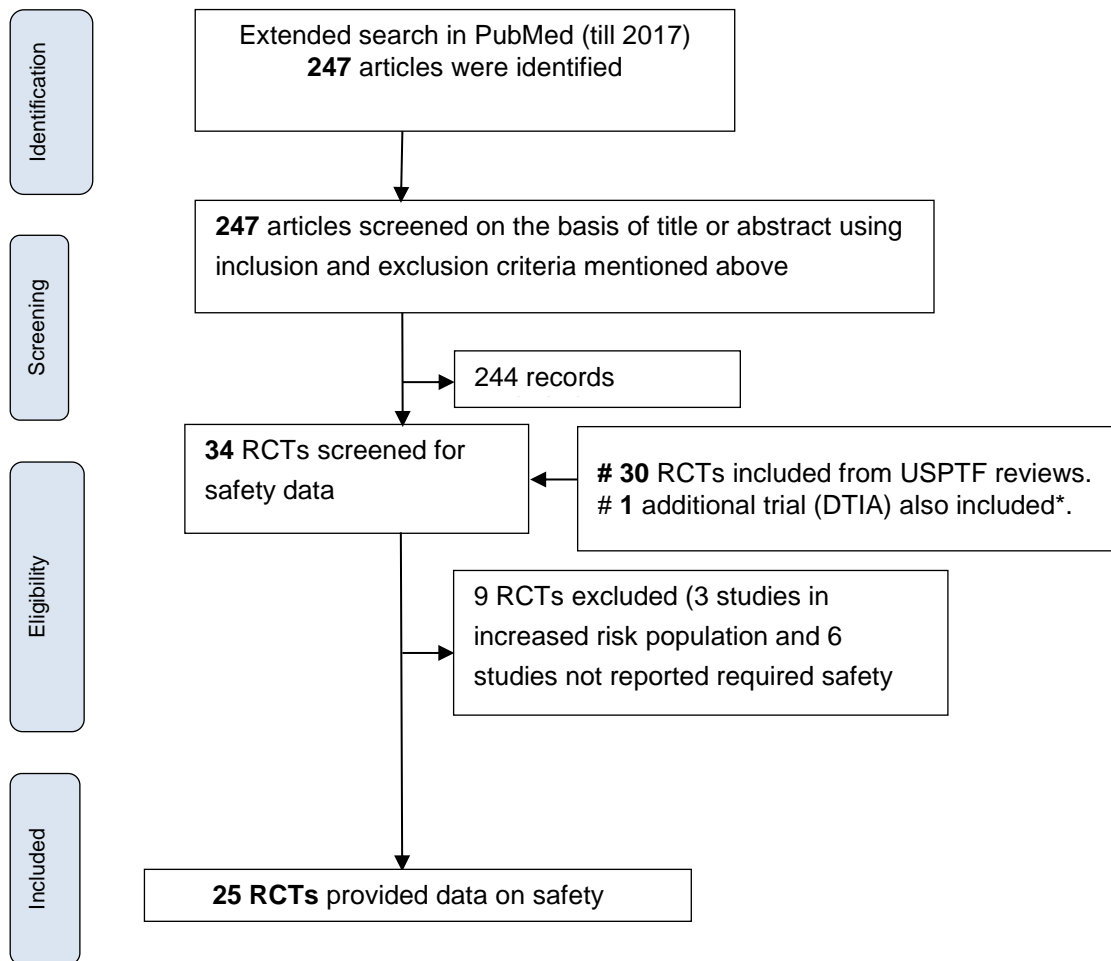 Identification
Extended search in PubMed (till 2017)
247 articles were identified
Screening
247 articles screened on the basis of title or abstract using
inclusion and exclusion criteria mentioned above
244 records
Eligibility
34 RCTs screened for
safety data
# 30 RCTs included from USPTF reviews.
# 1 additional trial (DTIA) also included*.
9 RCTs excluded (3 studies in
increased risk population and 6
studies not reported required safety
Included
25 RCTs provided data on safety